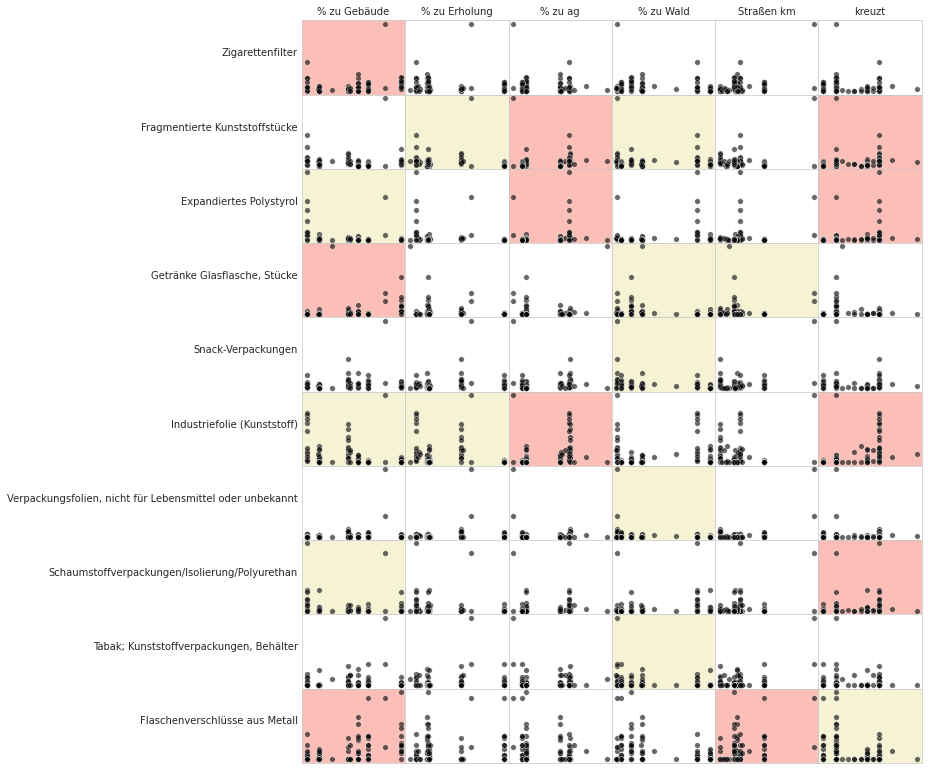 % zu Gebäude
% zu Erholung
% zu ag
% zu Wald
Straßen km
kreuzt
Zigarettenfilter
Fragmentierte Kunststoffstücke
Expandiertes Polystyrol
Getränke Glasflasche, Stücke
Snack-Verpackungen
Industriefolie (Kunststoff)
Verpackungsfolien, nicht für Lebensmittel oder unbekannt
Schaumstoffverpackungen/Isolierung/Polyurethan
Tabak; Kunststoffverpackungen, Behälter
Flaschenverschlüsse aus Metall